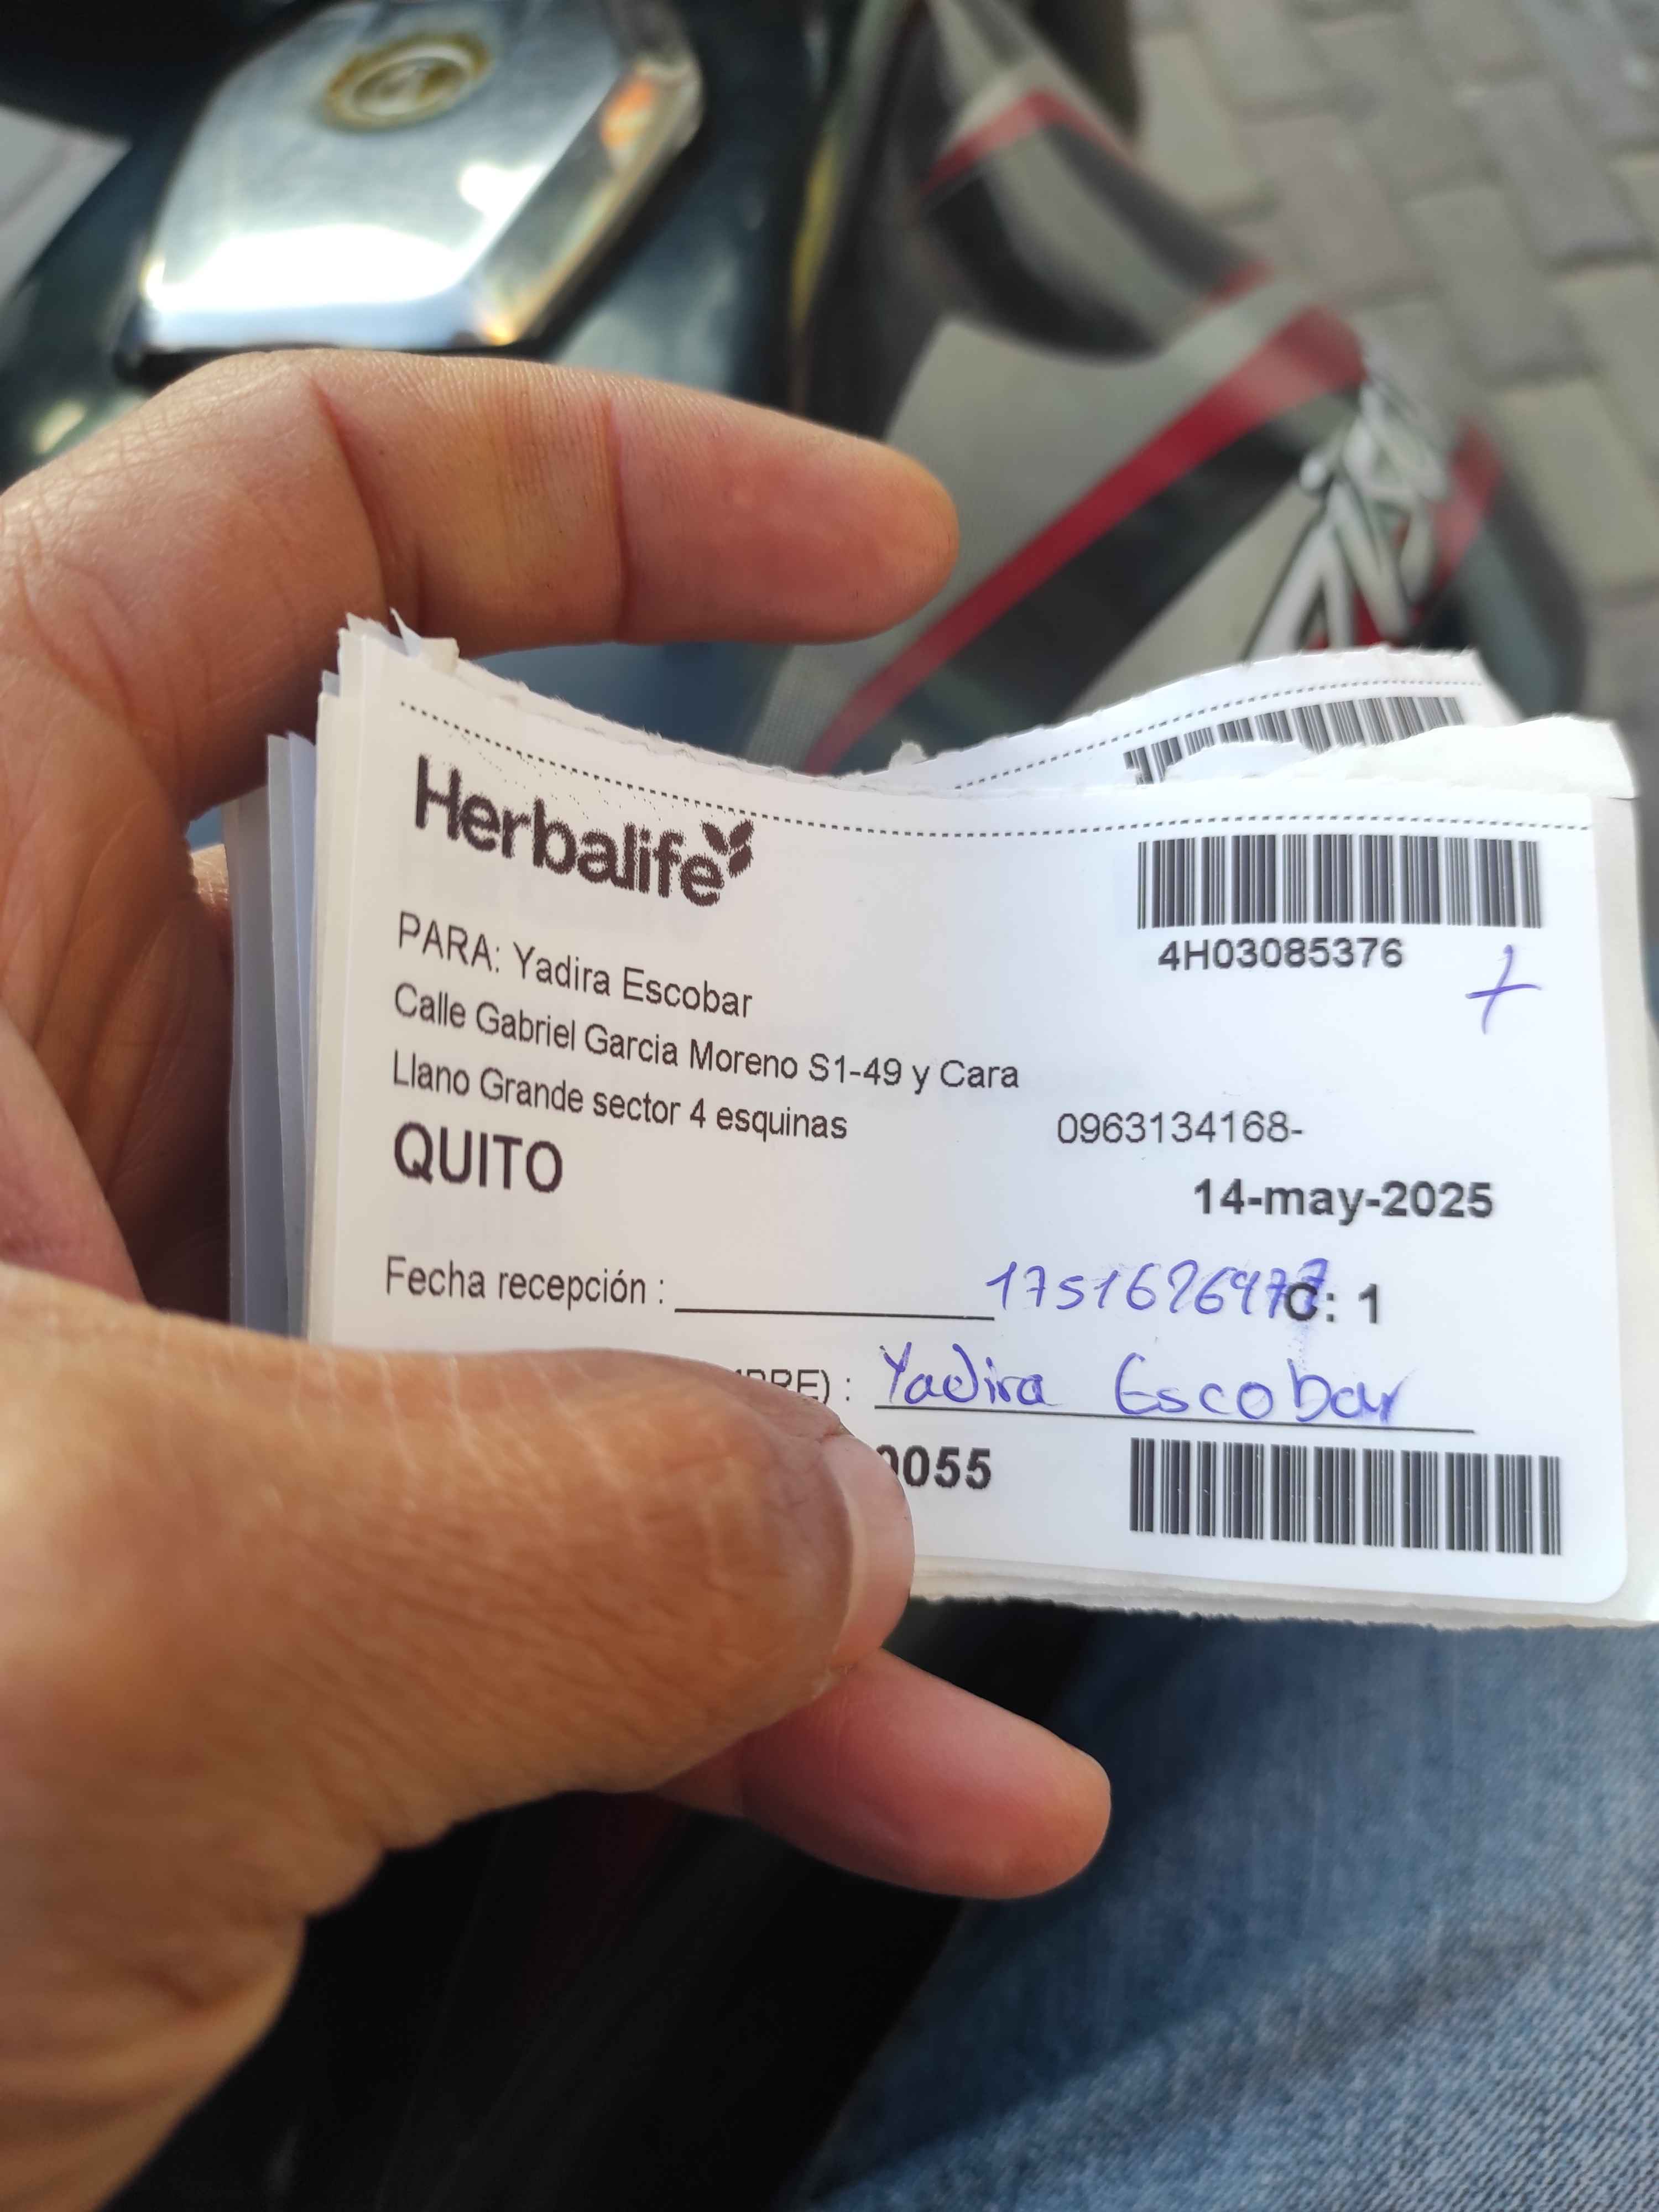 Herbalife
4H03085376
PARA: Yadira Escobar
Calle Gabriel Garcia Moreno S1-49 y Cara
Llano Grande sector 4 esquinas
0963134168-
QUITO
14-may-2025
Fecha recepción :
C: 1
Yadira Escobar
0055